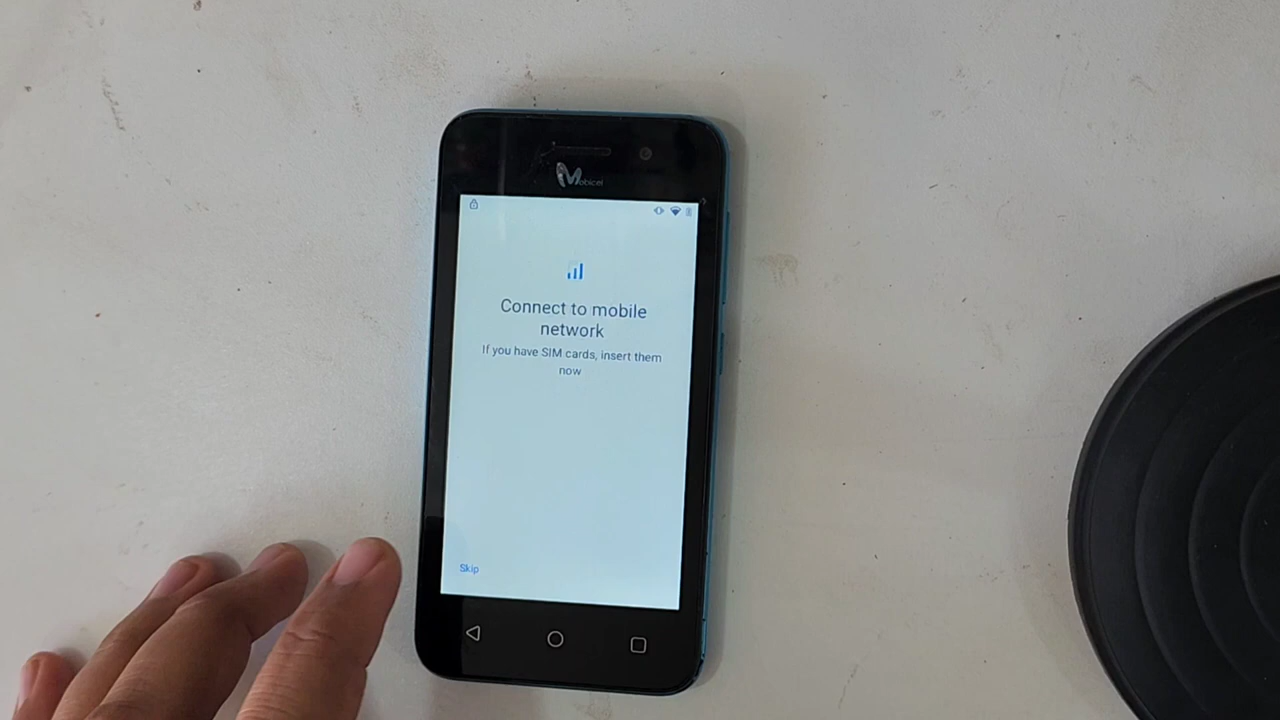 Mobicel
Connect to mobile
network
If you have SIM cards, insert them
now
Skip